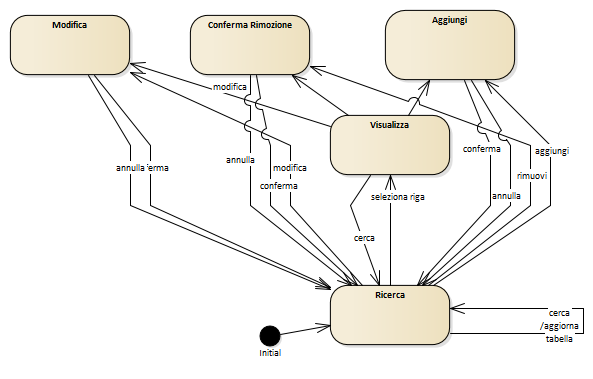 Modifica
Conferma Rimozione
Aggiungi
modifica
Visualizza
conferma
aggiungi
annulla
annulla
modifica
rimuovi
conferma
annulla
seleziona riga
cerca
Ricerca
cerca
/aggiorna
tabella
Initial